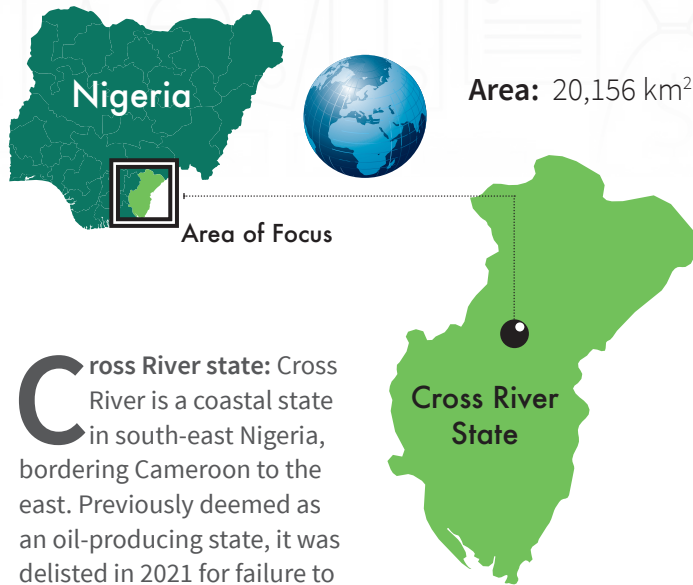 Nigeria
Area: 20,156 km²
Area of Focus
Cross River state: Cross
River is a coastal state
in south-east Nigeria,
bordering Cameroon to the
east. Previously deemed as
an oil-producing state, it was
delisted in 2021 for failure to
Cross River
State